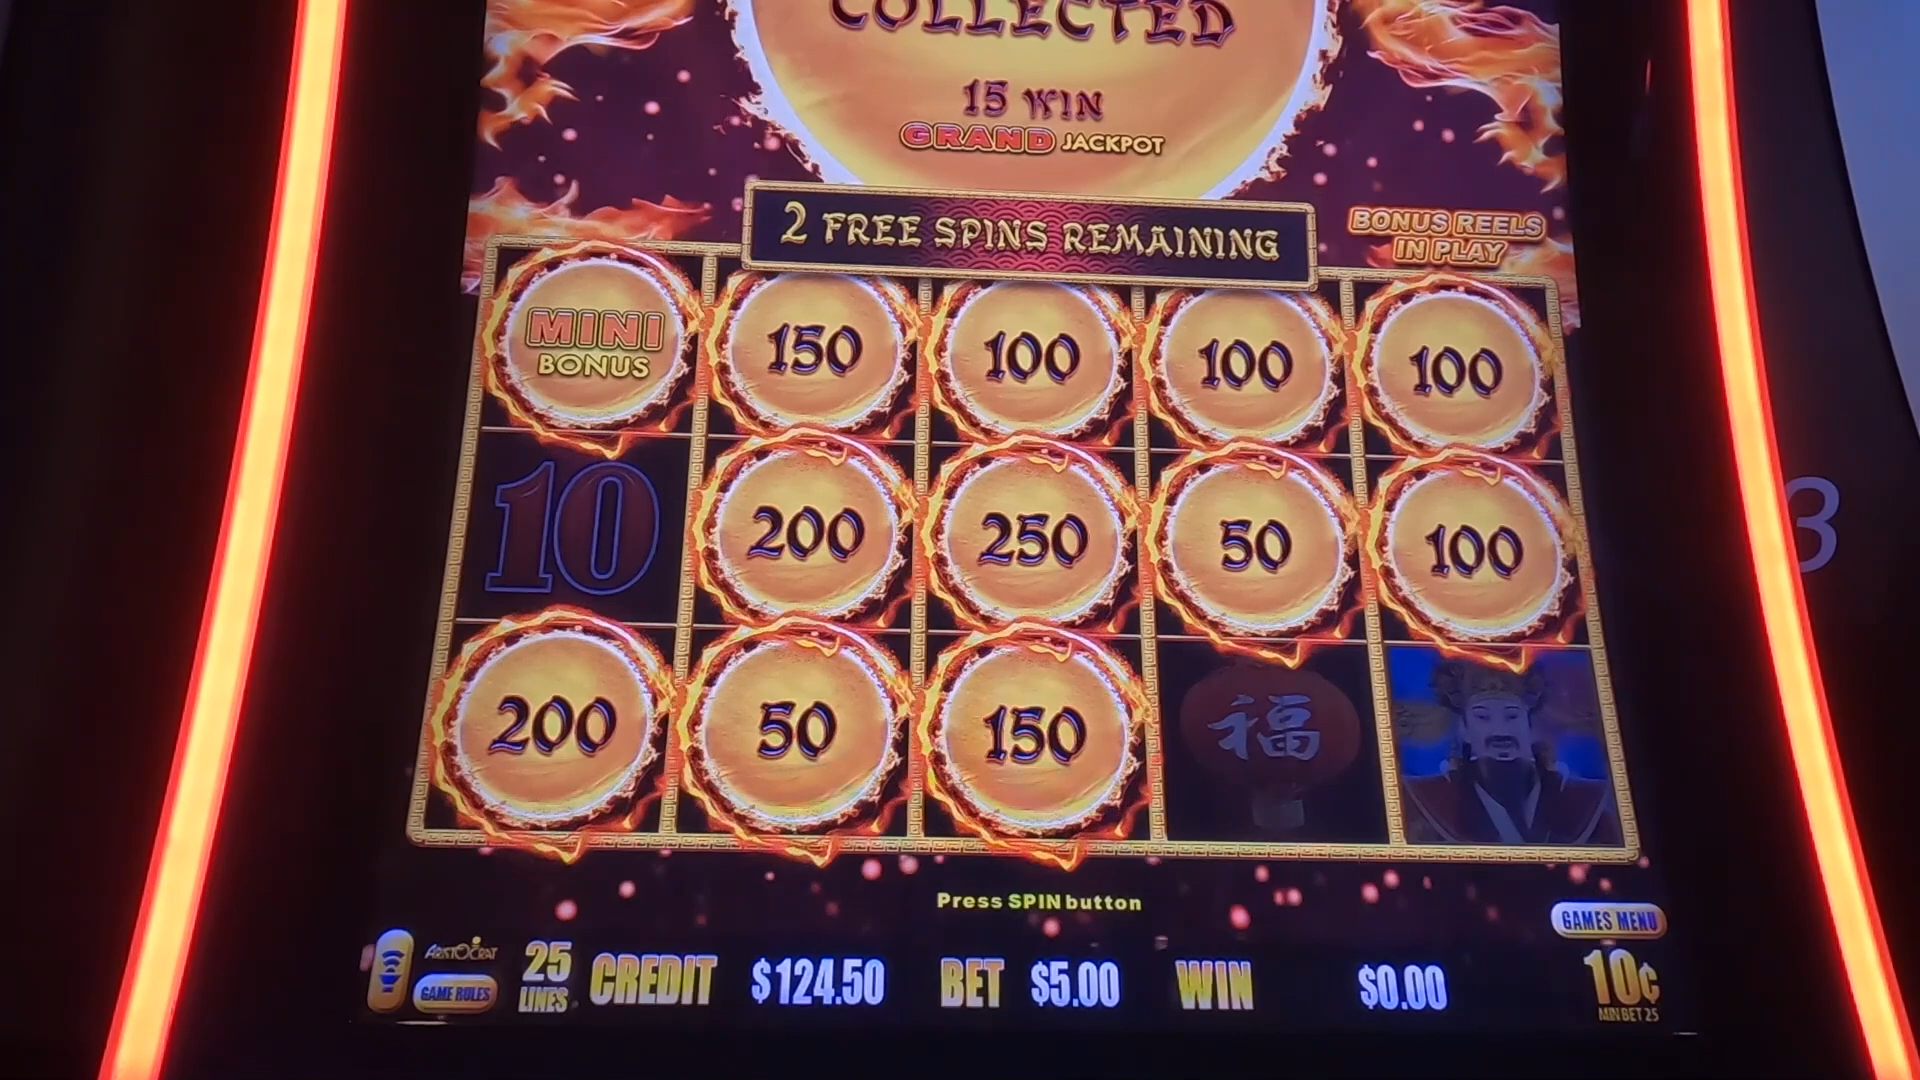 COLLECTED
15 WIN
GRAND JACKPOT
2 FREE SPINS REMAINING
BONUS REELS
IN PLAY
MINI
BONUS
150
100
100
100
10
200
250
50
100
200
50
150
福
Press SPIN button
GAMES MENU
ARISTOCRAT
GAME RULES
25
LINES
CREDIT $124.50
BET $5.00
WIN $0.00
10¢
MIN BET 25
3